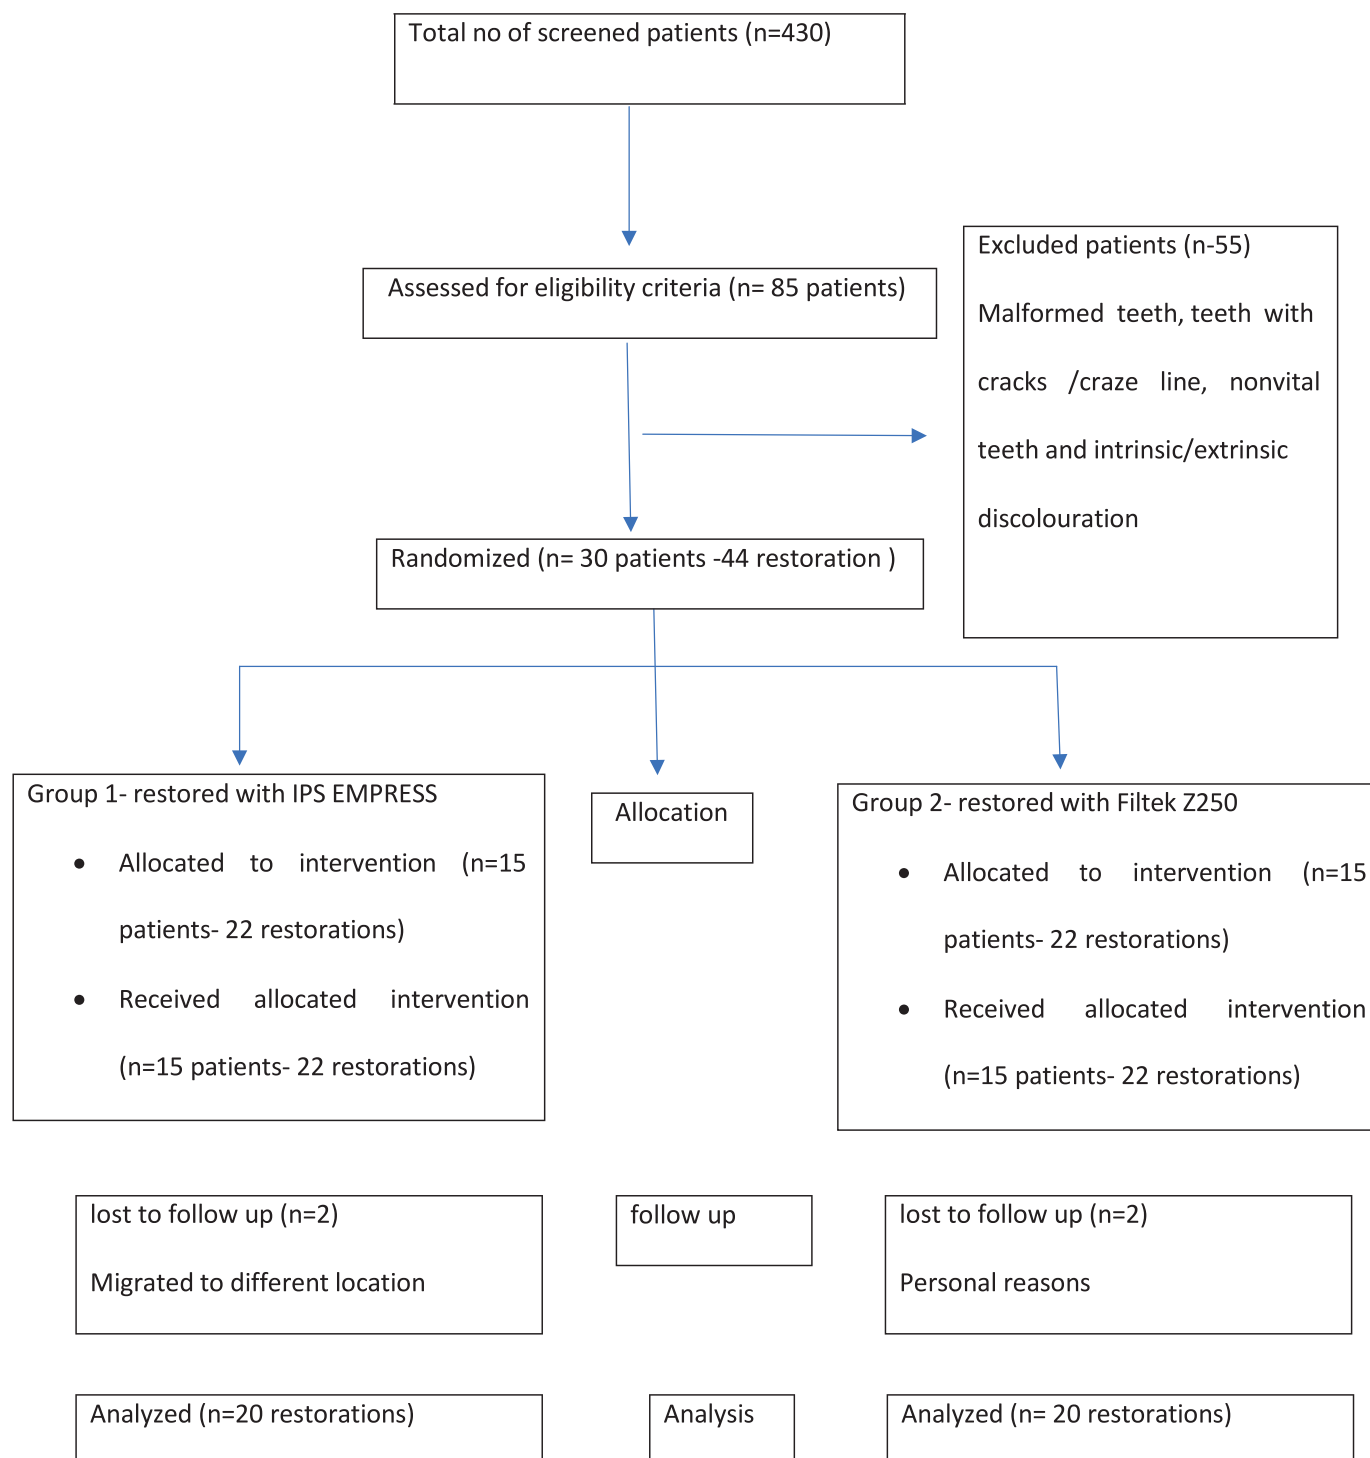 Total no of screened patients (n=430)
Assessed for eligibility criteria (n= 85 patients)
Excluded patients (n-55)
Malformed teeth, teeth with
cracks /craze line, nonvital
teeth and intrinsic/extrinsic
discolouration
Randomized (n= 30 patients -44 restoration )
Group 1- restored with IPS EMPRESS
• Allocated to intervention (n=15
patients- 22 restorations)
• Received allocated intervention
(n=15 patients- 22 restorations)
Allocation
Group 2- restored with Filtek Z250
• Allocated to intervention (n=15
patients- 22 restorations)
• Received allocated intervention
(n=15 patients- 22 restorations)
lost to follow up (n=2)
Migrated to different location
follow up
lost to follow up (n=2)
Personal reasons
Analyzed (n=20 restorations)
Analysis
Analyzed (n= 20 restorations)